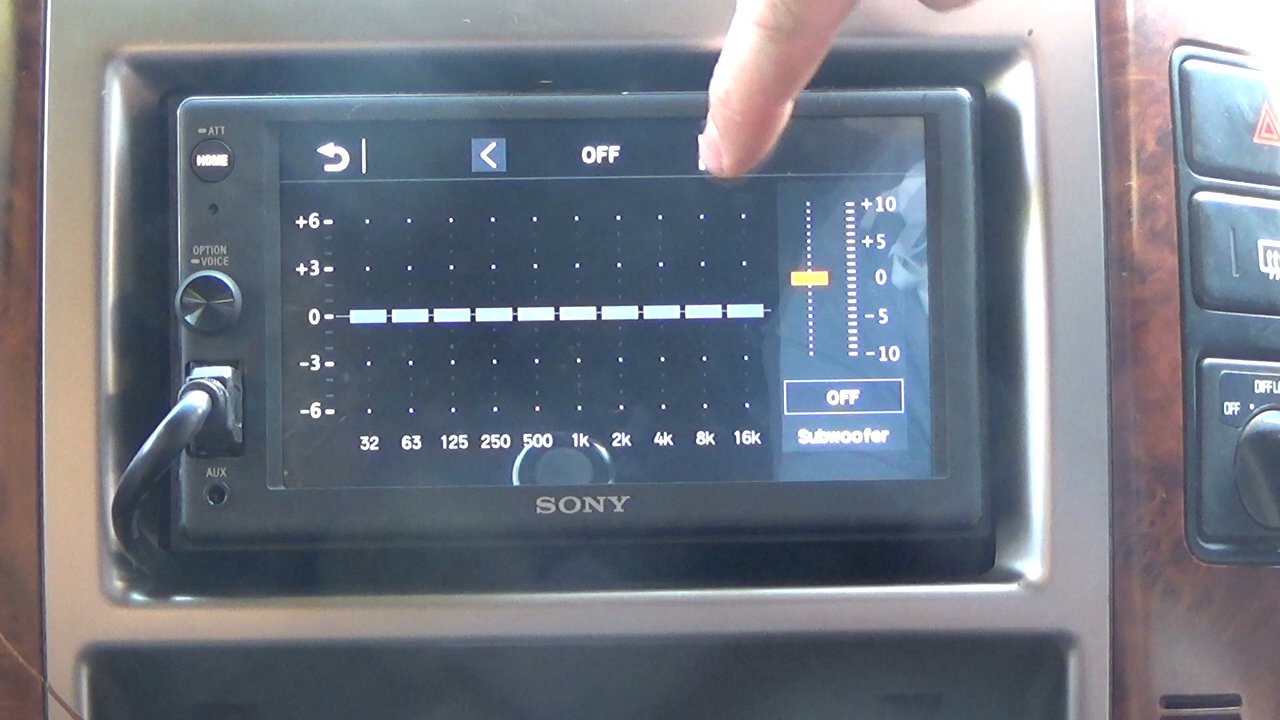 ATT
HOME
OFF
+6
+3
0
-3
-6
32 63 125 250 500 1k 2k 4k 8k 16k
+10
+5
0
-5
-10
OFF
Subwoofer
OPTION
VOICE
AUX
SONY
OFF